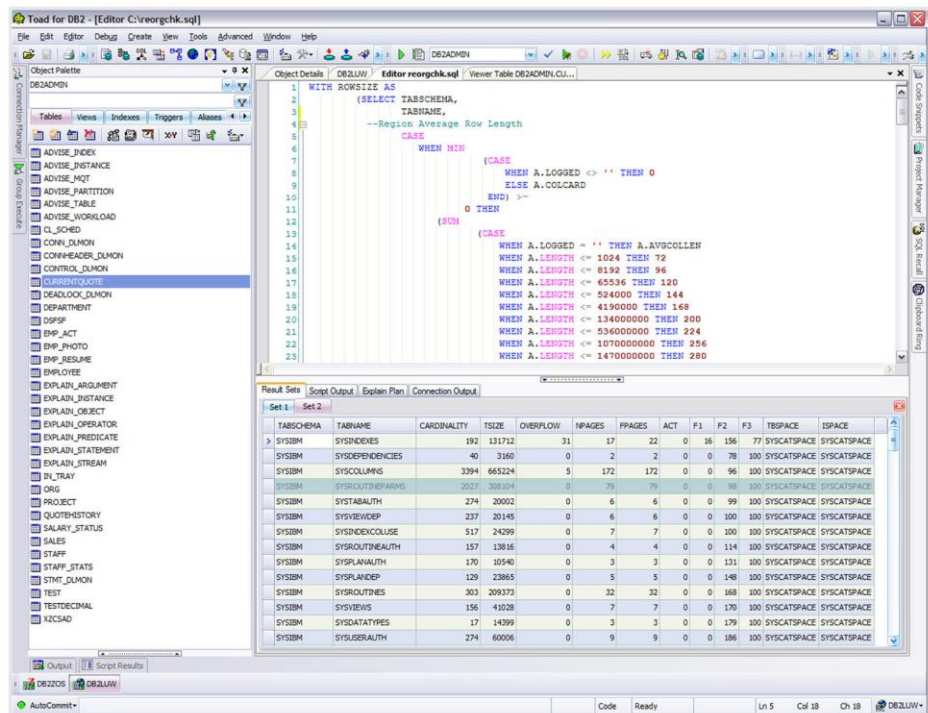 Toad for DB2 - [Editor C:\reorgchk.sql]
File Edit Editor Debug Create View Tools Advanced Window Help
DB2ADMIN
Object Palette
DB2ADMIN
Tables Views Indexes Triggers Aliases
ADVISE_INDEX
ADVISE_INSTANCE
ADVISE_MQT
ADVISE_PARTITION
ADVISE_TABLE
ADVISE_WORKLOAD
CL_SCHED
CONN_DLMON
CONNHEADER_DLMON
CONTROL_DLMON
CURRENTQUOTE
DEADLOCK_DLMON
DEPARTMENT
DSFSF
EMP_ACT
EMP_PHOTO
EMP_RESUME
EMPLOYEE
EXPLAIN_ARGUMENT
EXPLAIN_INSTANCE
EXPLAIN_OBJECT
EXPLAIN_OPERATOR
EXPLAIN_PREDICATE
EXPLAIN_STATEMENT
EXPLAIN_STREAM
IN_TRAY
ORG
PROJECT
QUOTEHISTORY
SALARY_STATUS
SALES
STAFF
STAFF_STATS
STMT_DLMON
TEST
TESTDECIMAL
XZCSAD
Connection Manager
Group Execute
Object Details DB2LUW Editor reorgchk.sql Viewer Table DB2ADMIN.CU...
1 WITH ROWSIZE AS
2 (SELECT TABSCHEMA,
3 TABNAME,
4 --Region Average Row Length
5 CASE
6 WHEN MIN
7 (CASE
8 WHEN A.LOGGED <> '' THEN 0
9 ELSE A.COLCARD
10 END) >=
11 0 THEN
12 (SUM
13 (CASE
14 WHEN A.LOGGED = '' THEN A.AVGCOLLEN
15 WHEN A.LENGTH <= 1024 THEN 72
16 WHEN A.LENGTH <= 8192 THEN 96
17 WHEN A.LENGTH <= 65536 THEN 120
18 WHEN A.LENGTH <= 524000 THEN 144
19 WHEN A.LENGTH <= 4190000 THEN 168
20 WHEN A.LENGTH <= 134000000 THEN 200
21 WHEN A.LENGTH <= 536000000 THEN 224
22 WHEN A.LENGTH <= 1070000000 THEN 256
23 WHEN A.LENGTH <= 1470000000 THEN 280
Code Snippets
Project Manager
SQL Recall
Clipboard Ring
Result Sets Script Output Explain Plan Connection Output
Set 1 Set 2
TABSCHEMA TABNAME CARDINALITY TSIZE OVERFLOW NPAGES FPAGES ACT F1 F2 F3 TBSPACE ISPACE
SYSIBM SYSINDEXES 192 131712 31 17 22 0 16 156 77 SYSCATSPACE SYSCATSPACE
SYSIBM SYSDEPENDENCIES 40 3160 0 2 2 0 0 78 100 SYSCATSPACE SYSCATSPACE
SYSIBM SYSCOLUMNS 3394 665224 5 172 172 0 0 96 100 SYSCATSPACE SYSCATSPACE
SYSIBM SYSROUTINEPARMS 2027 308104 0 79 79 0 0 98 100 SYSCATSPACE SYSCATSPACE
SYSIBM SYSTABAUTH 274 20002 0 6 6 0 0 99 100 SYSCATSPACE SYSCATSPACE
SYSIBM SYSVIEWDEP 237 20145 0 6 6 0 0 100 100 SYSCATSPACE SYSCATSPACE
SYSIBM SYSINDEXCOLUSE 517 24299 0 7 7 0 0 100 100 SYSCATSPACE SYSCATSPACE
SYSIBM SYSROUTINEAUTH 157 13816 0 4 4 0 0 114 100 SYSCATSPACE SYSCATSPACE
SYSIBM SYSPLANAUTH 170 10540 0 3 3 0 0 131 100 SYSCATSPACE SYSCATSPACE
SYSIBM SYSPLANDEP 129 23865 0 5 5 0 0 148 100 SYSCATSPACE SYSCATSPACE
SYSIBM SYSROUTINES 303 209373 0 32 32 0 0 168 100 SYSCATSPACE SYSCATSPACE
SYSIBM SYSVIEWS 156 41028 0 7 7 0 0 170 100 SYSCATSPACE SYSCATSPACE
SYSIBM SYSDATATYPES 17 14399 0 3 3 0 0 179 100 SYSCATSPACE SYSCATSPACE
SYSIBM SYSUSERAUTH 274 60006 0 9 9 0 0 186 100 SYSCATSPACE SYSCATSPACE
Output Script Results
DB2ZOS DB2LUW
AutoCommit Code Ready Ln 5 Col 18 Ch 18 DB2LUW